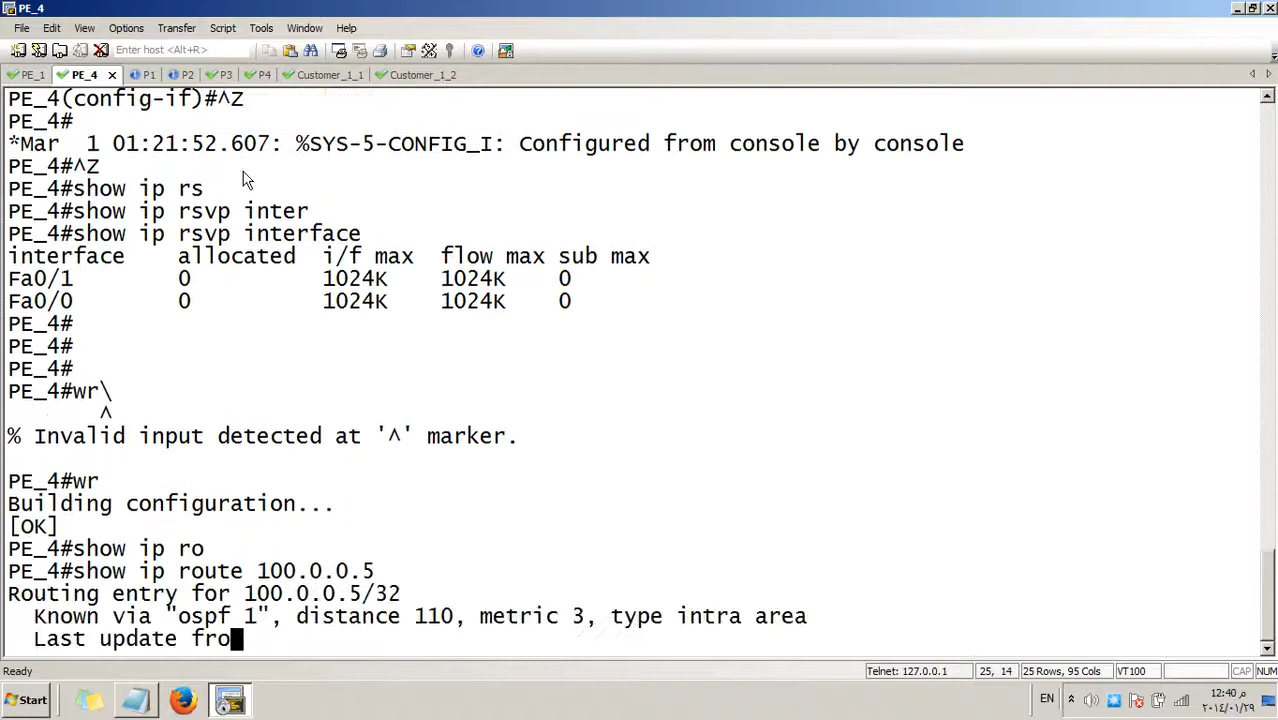 PE_4
File Edit View Options Transfer Script Tools Window Help
Enter host <Alt+R>
PE_1 PE_4 P1 P2 P3 P4 Customer_1_1 Customer_1_2
PE_4(config-if)#^Z
PE_4#
*Mar  1 01:21:52.607: %SYS-5-CONFIG_I: Configured from console by console
PE_4#^Z
PE_4#show ip rs
PE_4#show ip rsvp inter
PE_4#show ip rsvp interface
interface    allocated  i/f max  flow max sub max
Fa0/1        0          1024K    1024K    0
Fa0/0        0          1024K    1024K    0
PE_4#
PE_4#
PE_4#
PE_4#wr\
^
% Invalid input detected at '^' marker.
PE_4#wr
Building configuration...
[OK]
PE_4#show ip ro
PE_4#show ip route 100.0.0.5
Routing entry for 100.0.0.5/32
Known via "ospf 1", distance 110, metric 3, type intra area
Last update fro
Ready Telnet: 127.0.0.1 25, 14 25 Rows, 95 Cols VT100 CAP NUM
Start EN 12:40 م
٢٠١٤/٠١/٢٩